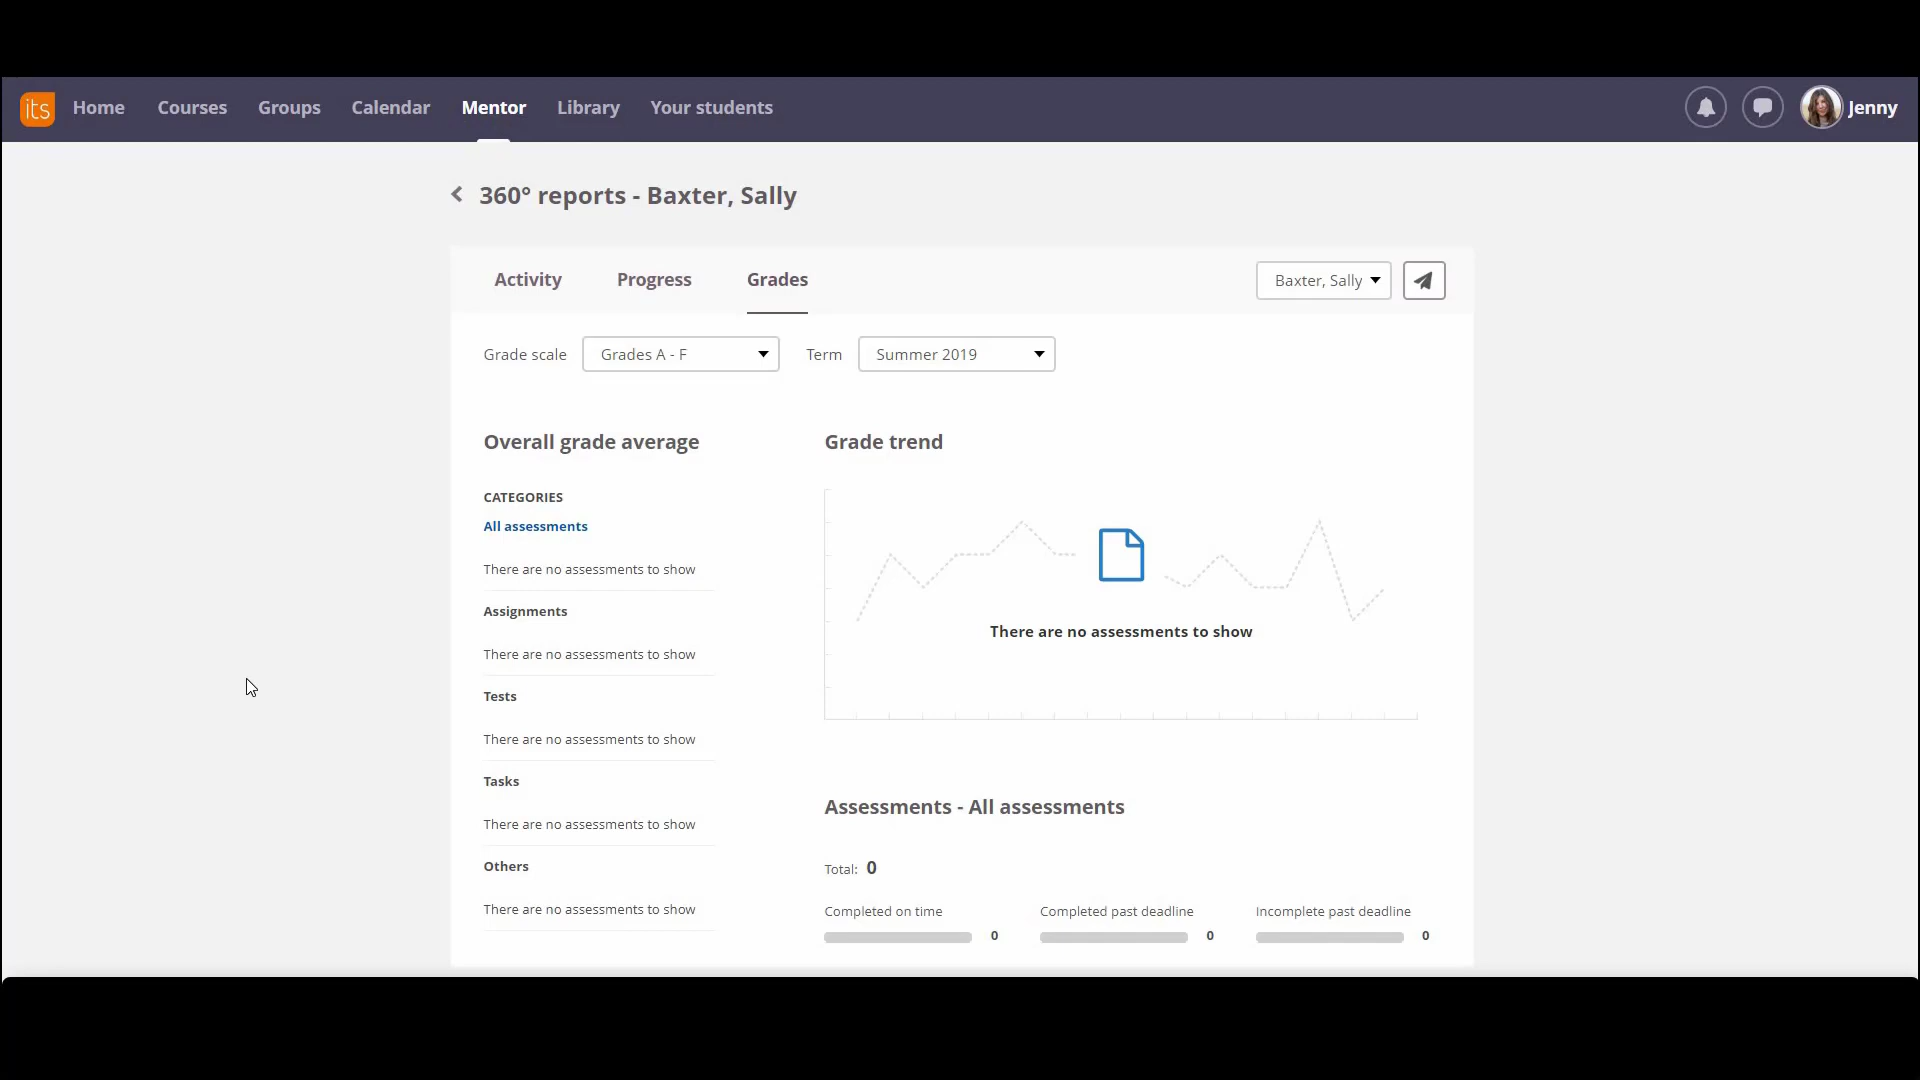 its Home Courses Groups Calendar Mentor Library Your students Jenny
360° reports - Baxter, Sally
Activity Progress Grades Baxter, Sally
Grade scale Grades A - F Term Summer 2019
Overall grade average
CATEGORIES
All assessments
There are no assessments to show
Assignments
There are no assessments to show
Tests
There are no assessments to show
Tasks
There are no assessments to show
Others
There are no assessments to show
Grade trend
There are no assessments to show
Assessments - All assessments
Total: 0
Completed on time Completed past deadline Incomplete past deadline
0 0 0